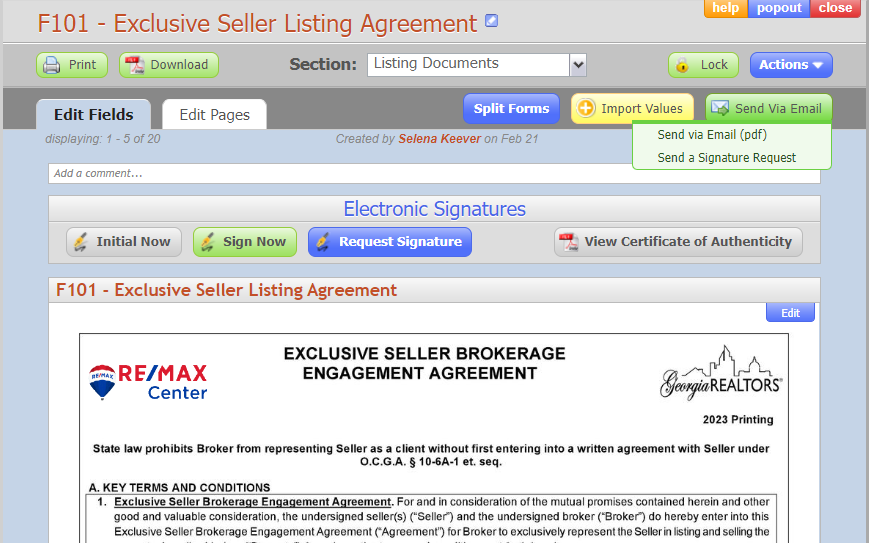 help popout close
F101 - Exclusive Seller Listing Agreement
Print Download Section: Listing Documents Lock Actions
Edit Fields Edit Pages Split Forms Import Values Send Via Email
Send via Email (pdf)
Send a Signature Request
displaying: 1 - 5 of 20 Created by Selena Keever on Feb 21
Add a comment...
Electronic Signatures
Initial Now Sign Now Request Signature View Certificate of Authenticity
F101 - Exclusive Seller Listing Agreement
Edit
RE/MAX
RE/MAX
Center
EXCLUSIVE SELLER BROKERAGE
ENGAGEMENT AGREEMENT
Georgia REALTORS®
2023 Printing
State law prohibits Broker from representing Seller as a client without first entering into a written agreement with Seller under
O.C.G.A. § 10-6A-1 et. seq.
A. KEY TERMS AND CONDITIONS
1. Exclusive Seller Brokerage Engagement Agreement. For and in consideration of the mutual promises contained herein and other
good and valuable consideration, the undersigned seller(s) ("Seller") and the undersigned broker ("Broker") do hereby enter into this
Exclusive Seller Brokerage Engagement Agreement ("Agreement") for Broker to exclusively represent the Seller in listing and selling the